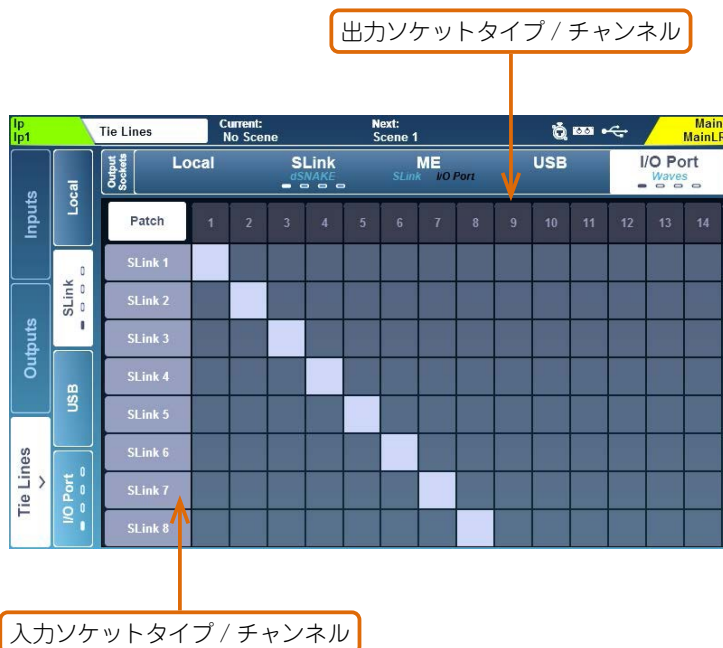 出力ソケットタイプ / チャンネル
Ip
Ip1
Tie Lines
Current:
No Scene
Next:
Scene 1
Main
MainLR
Inputs
Outputs
Tie Lines
Local
SLink
USB
I/O Port
Output
Sockets
Local
SLink
dSNAKE
ME
SLink I/O Port
USB
I/O Port
Waves
Patch 1 2 3 4 5 6 7 8 9 10 11 12 13 14
SLink 1
SLink 2
SLink 3
SLink 4
SLink 5
SLink 6
SLink 7
SLink 8
入力ソケットタイプ / チャンネル